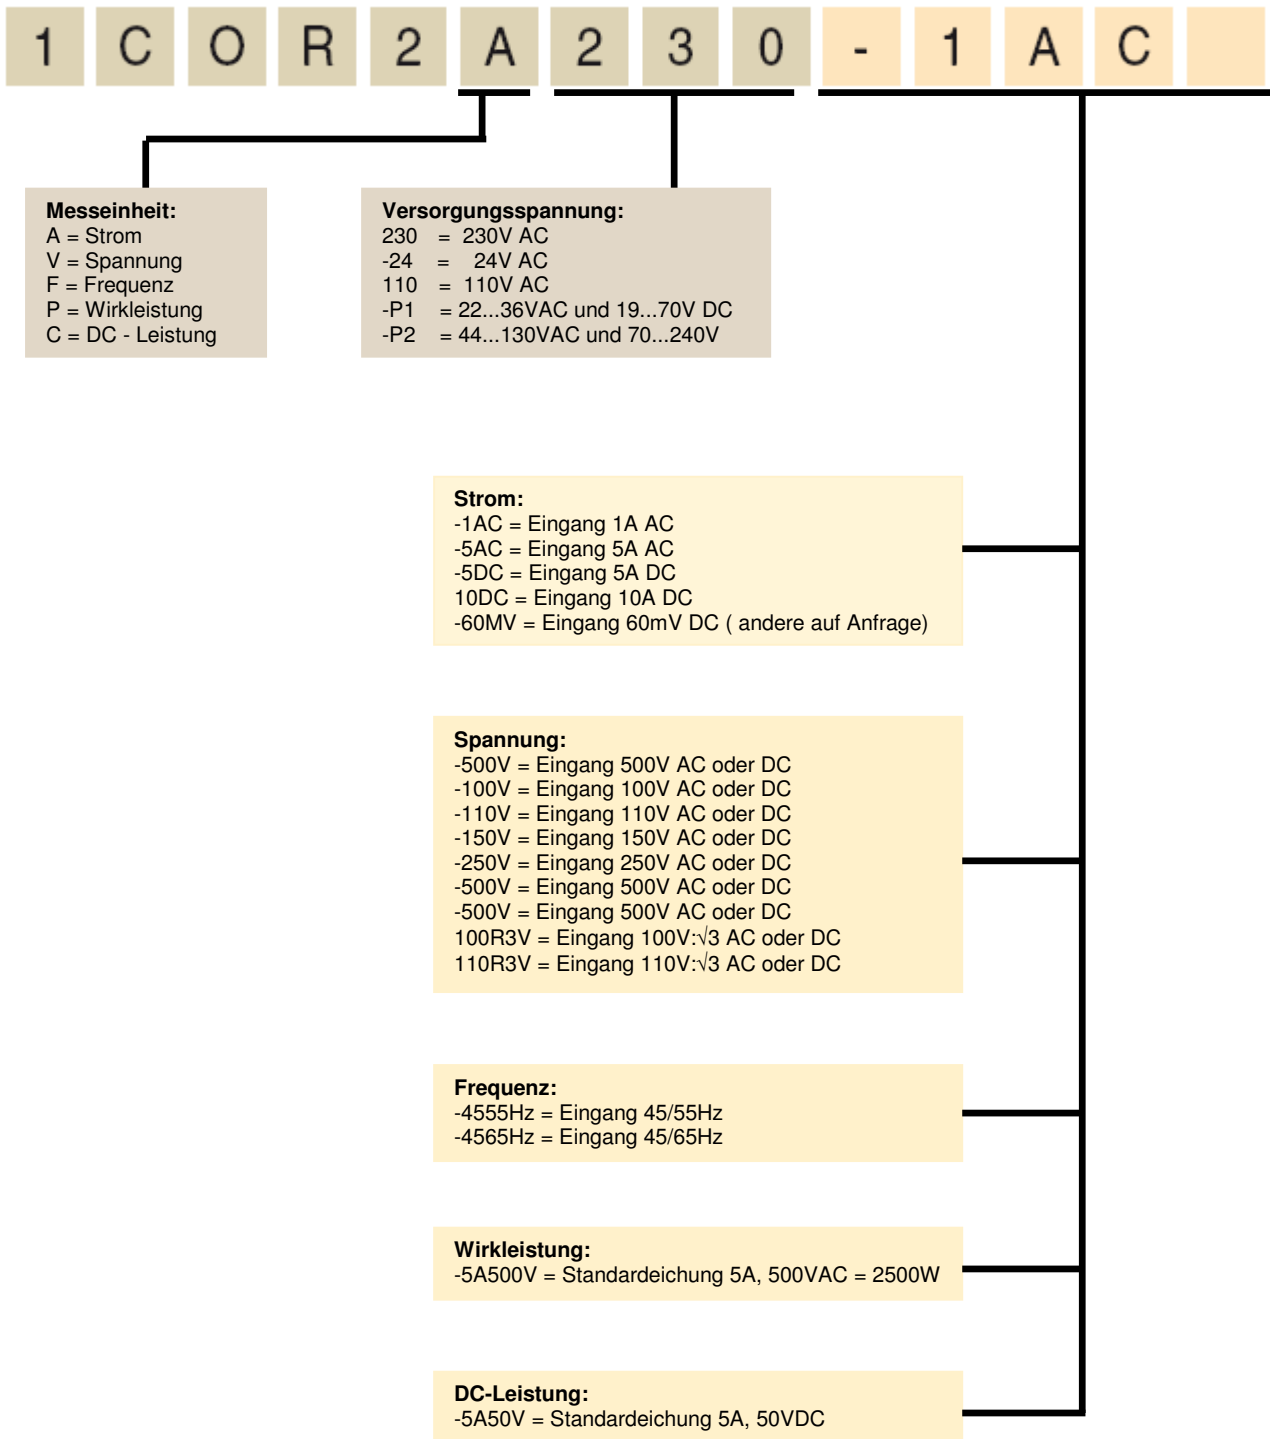 1 C O R 2 A 2 3 0 - 1 A C
Messeinheit:
A = Strom
V = Spannung
F = Frequenz
P = Wirkleistung
C = DC - Leistung
Versorgungsspannung:
230 = 230V AC
-24 = 24V AC
110 = 110V AC
-P1 = 22...36VAC und 19...70V DC
-P2 = 44...130VAC und 70...240V
Strom:
-1AC = Eingang 1A AC
-5AC = Eingang 5A AC
-5DC = Eingang 5A DC
10DC = Eingang 10A DC
-60MV = Eingang 60mV DC ( andere auf Anfrage)
Spannung:
-500V = Eingang 500V AC oder DC
-100V = Eingang 100V AC oder DC
-110V = Eingang 110V AC oder DC
-150V = Eingang 150V AC oder DC
-250V = Eingang 250V AC oder DC
-500V = Eingang 500V AC oder DC
-500V = Eingang 500V AC oder DC
100R3V = Eingang 100V:√3 AC oder DC
110R3V = Eingang 110V:√3 AC oder DC
Frequenz:
-4555Hz = Eingang 45/55Hz
-4565Hz = Eingang 45/65Hz
Wirkleistung:
-5A500V = Standardeichung 5A, 500VAC = 2500W
DC-Leistung:
-5A50V = Standardeichung 5A, 50VDC